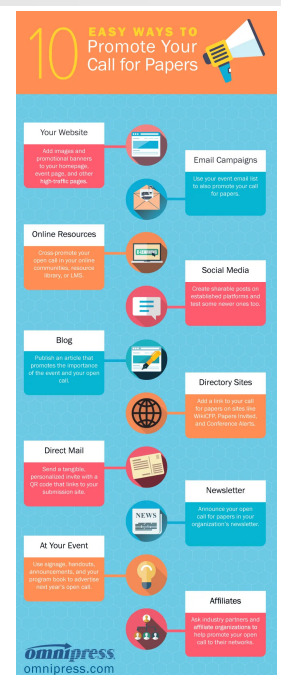 10
EASY WAYS TO
Promote Your
Call for Papers
Your Website
Add images and
promotional banners
to your homepage,
event page, and other
high-traffic pages.
Email Campaigns
Use your event email list
to also promote your call
for papers.
Online Resources
Cross-promote your
open call in your online
communities, resource
library, or LMS.
Social Media
Create sharable posts on
established platforms and
test some newer ones too.
Blog
Publish an article that
promotes the importance
of the event and your open
call.
Directory Sites
Add a link to your call
for papers on sites like
WikiCFP, Papers Invited,
and Conference Alerts.
Direct Mail
Send a tangible,
personalized invite with a
QR code that links to your
submission site.
Newsletter
Announce your open
call for papers in your
organization's newsletter.
NEWS
At Your Event
Use signage, handouts,
announcements, and your
program book to advertise
next year's open call.
Affiliates
Ask industry partners and
affiliate organizations to
help promote your open
call to their networks.
omnipress
omnipress.com